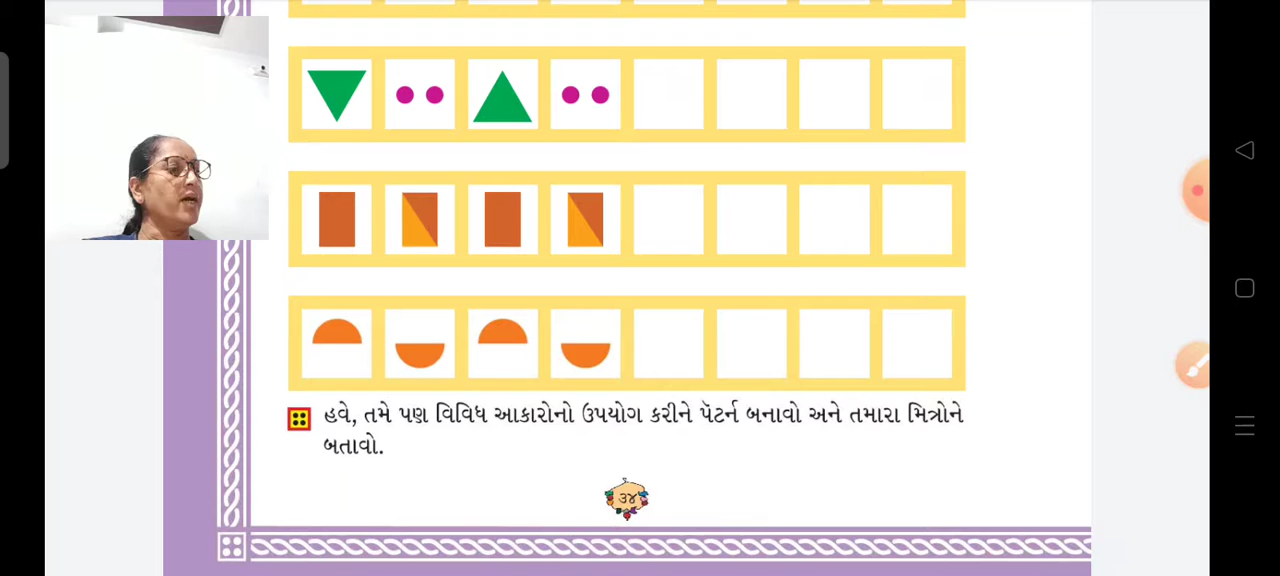 હવે, તમે પણ વિવિધ આકારોનો ઉપયોગ કરીને પૅટર્ન બનાવો અને તમારા મિત્રોને
બતાવો.
૩૪